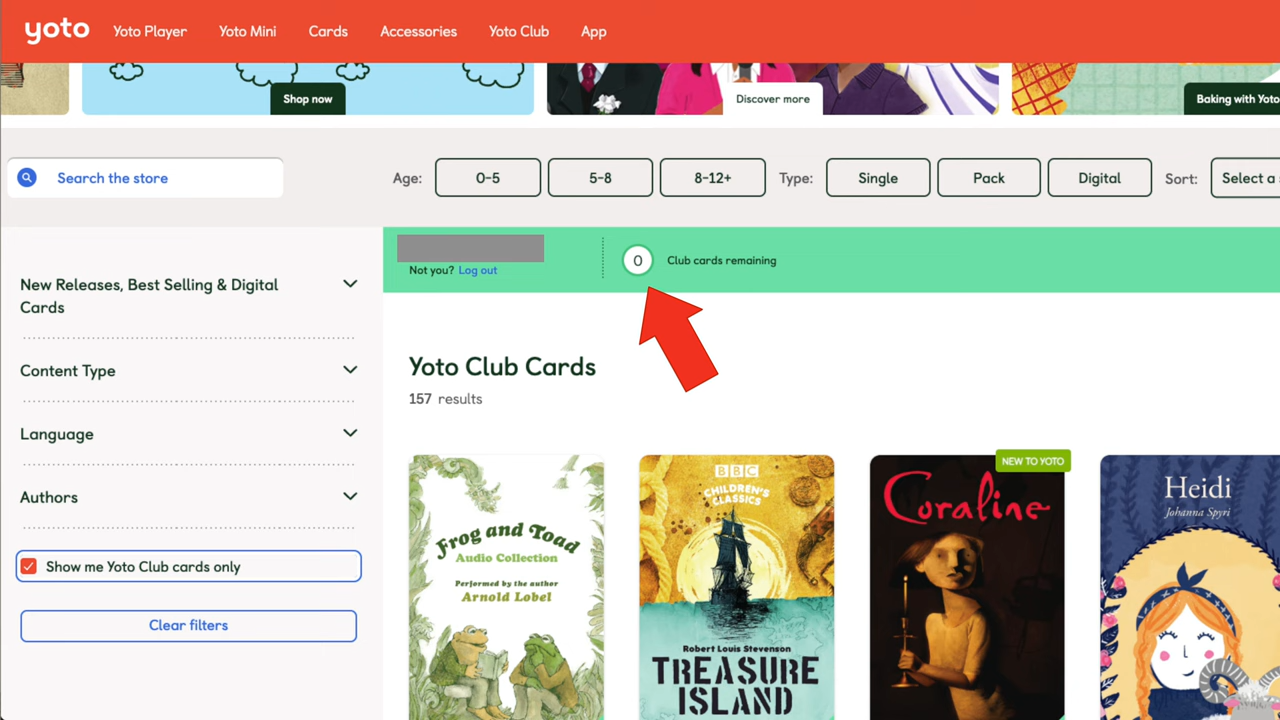 yoto
Yoto Player
Yoto Mini
Cards
Accessories
Yoto Club
App
Shop now
Discover more
Baking with Yoto
Search the store
Age:
0-5
5-8
8-12+
Type:
Single
Pack
Digital
Sort:
Select a
New Releases, Best Selling & Digital
Cards
Content Type
Language
Authors
Show me Yoto Club cards only
Clear filters
Not you? Log out
0
Club cards remaining
Yoto Club Cards
157 results
Frog and Toad
Audio Collection
Performed by the author
Arnold Lobel
BBC
CHILDREN'S
CLASSICS
Robert Louis Stevenson
TREASURE
ISLAND
NEW TO YOTO
Coraline
Heidi
Johanna Spyri